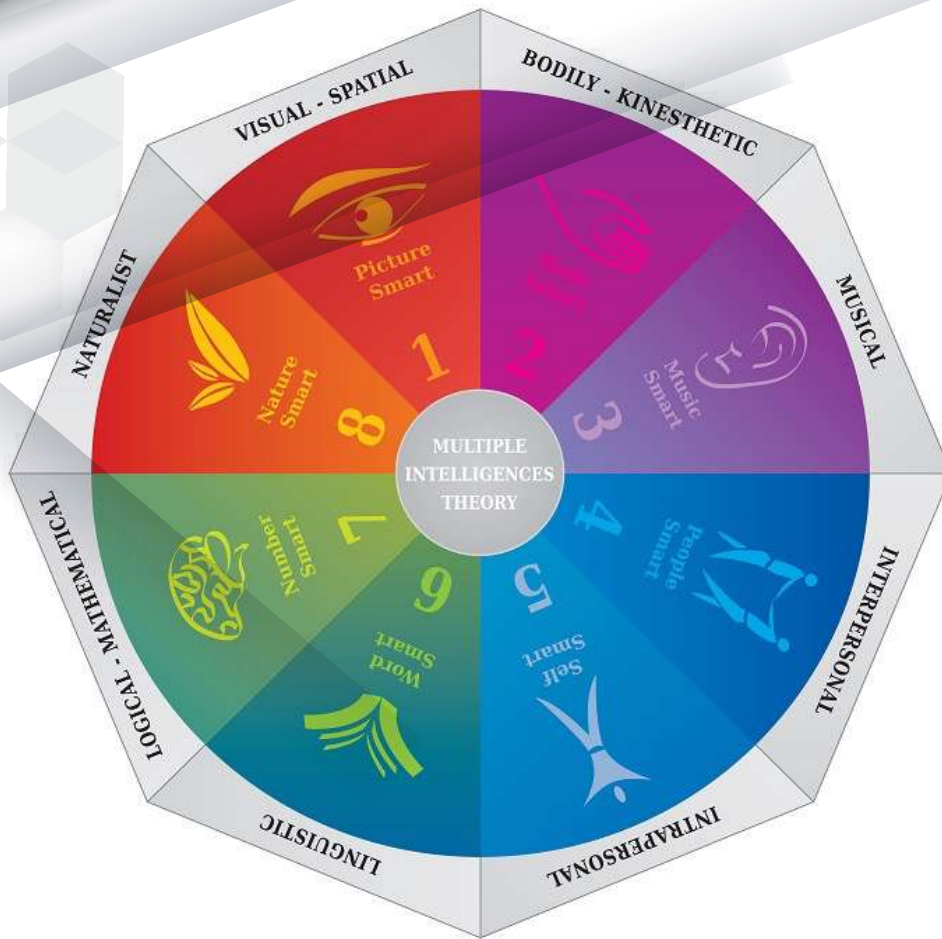 VISUAL - SPATIAL
Picture
Smart
1
BODILY - KINESTHETIC
2
MUSICAL
Music
Smart
3
INTERPERSONAL
People
Smart
4
INTRAPERSONAL
Self
Smart
5
LINGUISTIC
Word
Smart
6
LOGICAL - MATHEMATICAL
Number
Smart
7
NATURALIST
Nature
Smart
8
MULTIPLE
INTELLIGENCES
THEORY